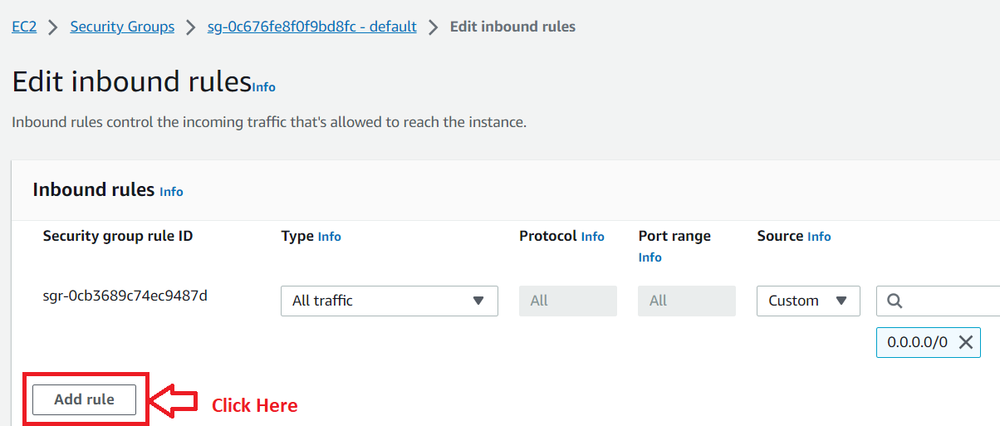 EC2 > Security Groups > sg-0c676fe8f0f9bd8fc - default > Edit inbound rules
Edit inbound rules Info
Inbound rules control the incoming traffic that's allowed to reach the instance.
Inbound rules Info
Security group rule ID Type Info Protocol Info Port range Source Info
Info
sgr-0cb3689c74ec9487d All traffic All All Custom
0.0.0.0/0
Add rule Click Here